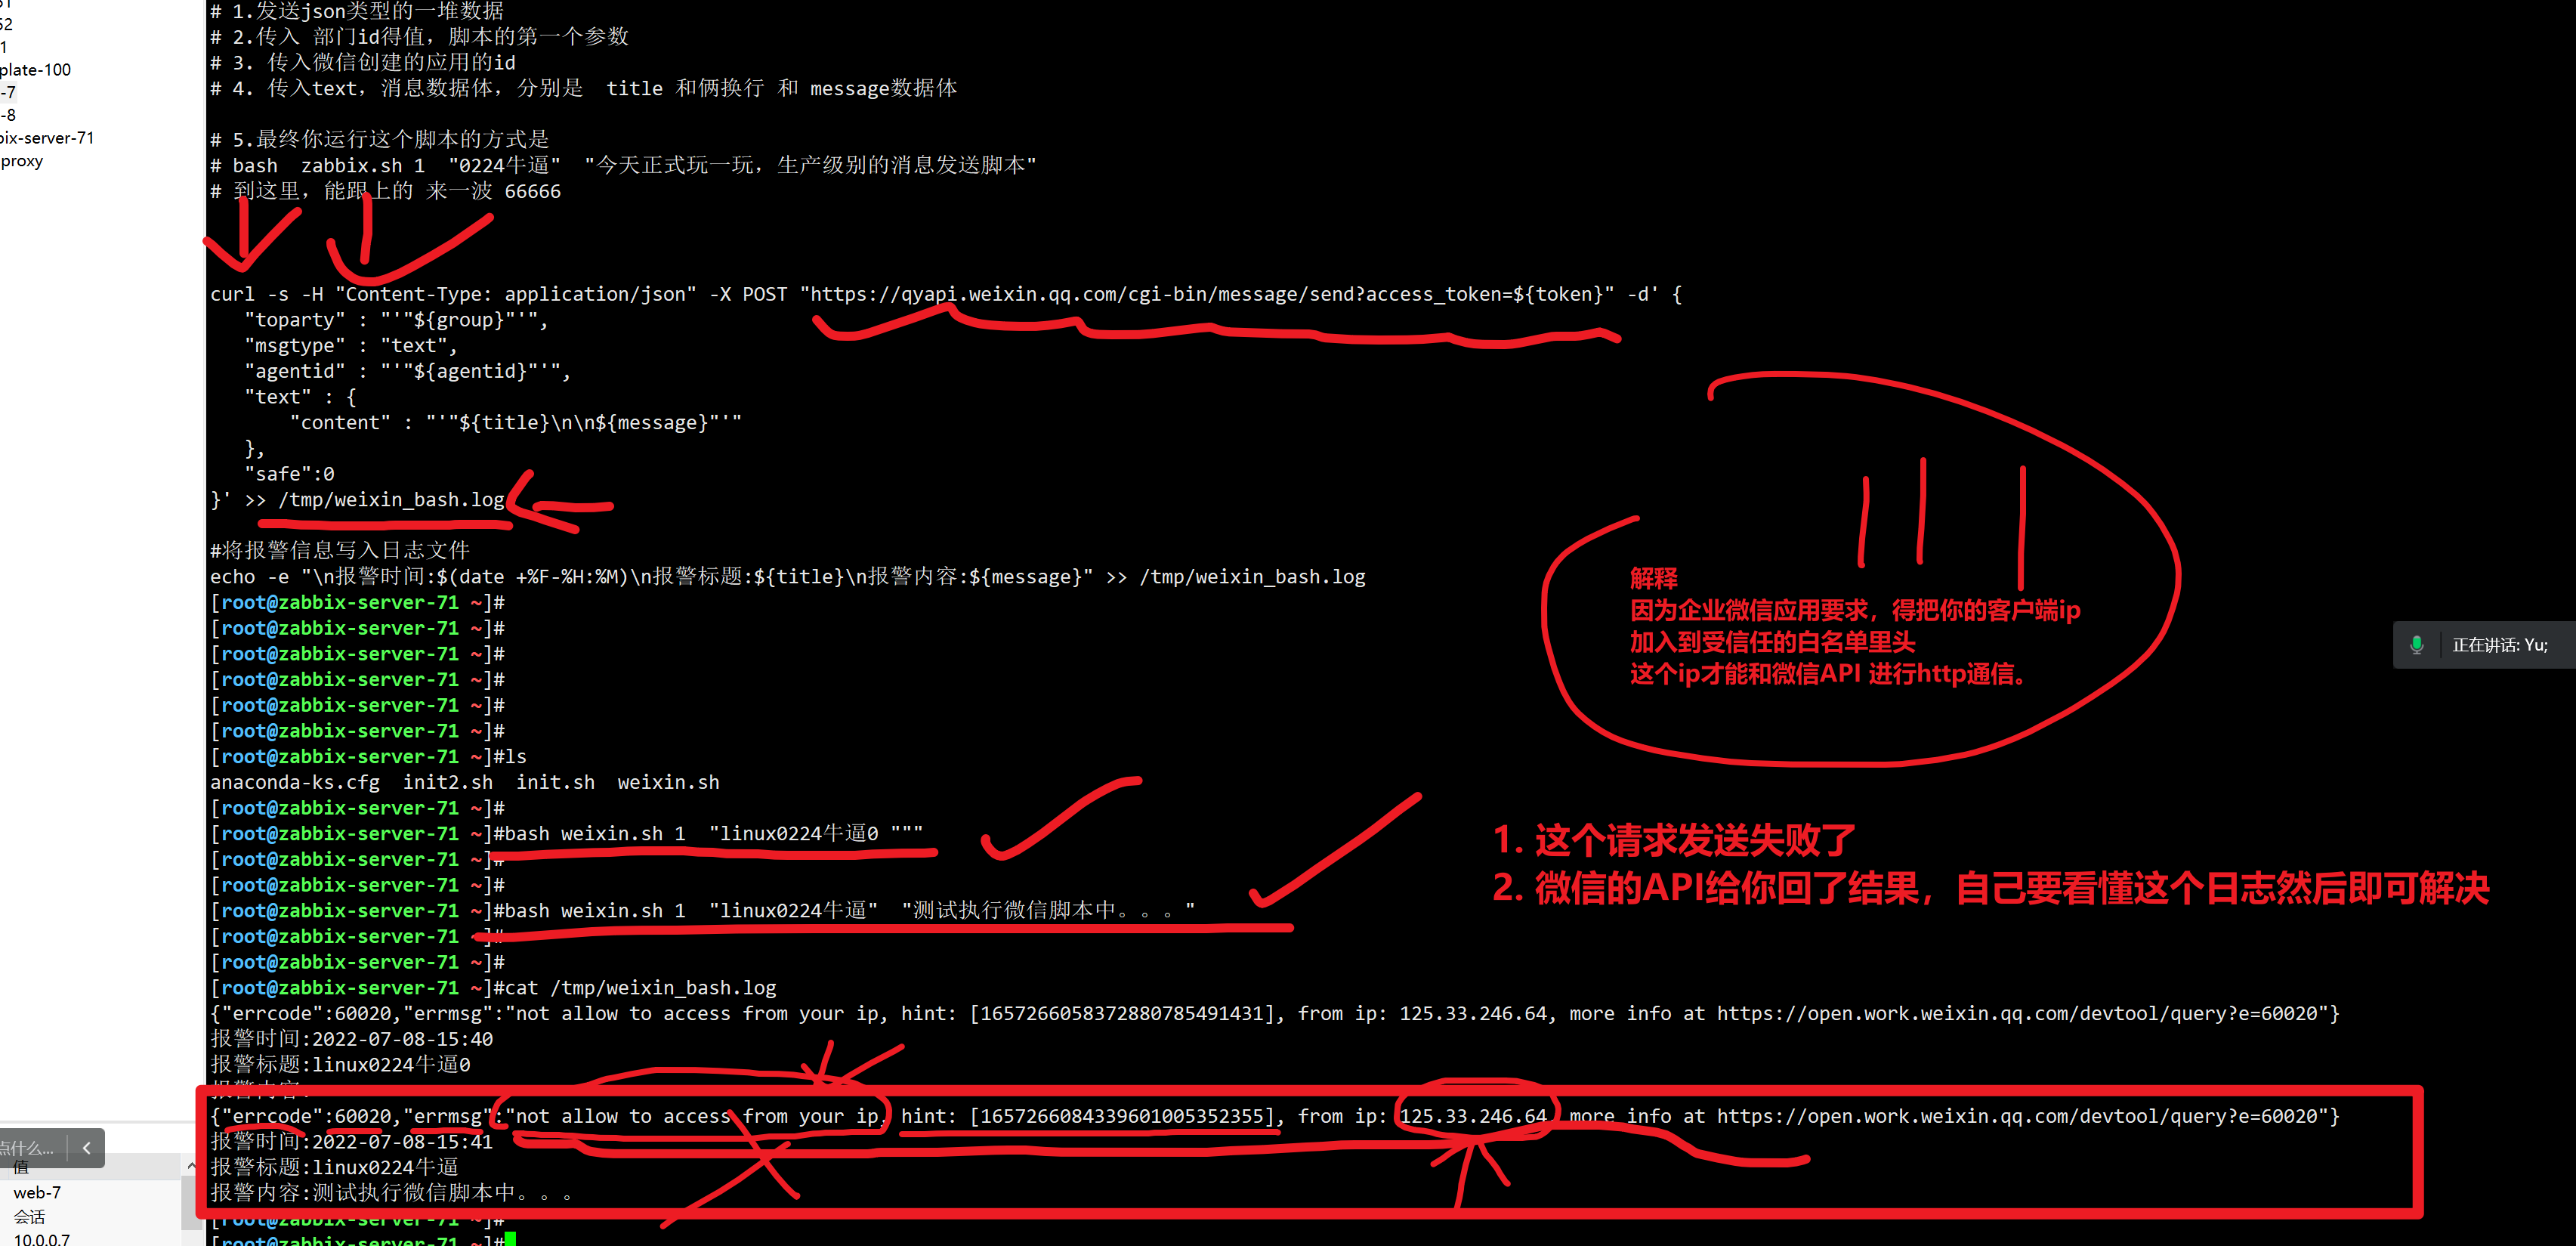 52
1
plate-100
-7
-8
bix-server-71
proxy
# 1.发送json类型的一堆数据
# 2.传入 部门id得值，脚本的第一个参数
# 3. 传入微信创建的应用的id
# 4. 传入text，消息数据体，分别是  title 和俩换行 和 message数据体
# 5.最终你运行这个脚本的方式是
# bash  zabbix.sh 1  "0224牛逼"  "今天正式玩一玩，生产级别的消息发送脚本"
# 到这里，能跟上的 来一波 66666
curl -s -H "Content-Type: application/json" -X POST "https://qyapi.weixin.qq.com/cgi-bin/message/send?access_token=${token}" -d' {
   "toparty" : "'"${group}"'",
   "msgtype" : "text",
   "agentid" : "'"${agentid}"'",
   "text" : {
       "content" : "'"${title}\n\n${message}"'"
   },
   "safe":0
}' >> /tmp/weixin_bash.log
#将报警信息写入日志文件
echo -e "\n报警时间:$(date +%F-%H:%M)\n报警标题:${title}\n报警内容:${message}" >> /tmp/weixin_bash.log
[root@zabbix-server-71 ~]#
[root@zabbix-server-71 ~]#
[root@zabbix-server-71 ~]#
[root@zabbix-server-71 ~]#
[root@zabbix-server-71 ~]#
[root@zabbix-server-71 ~]#
[root@zabbix-server-71 ~]#ls
anaconda-ks.cfg  init2.sh  init.sh  weixin.sh
[root@zabbix-server-71 ~]#
[root@zabbix-server-71 ~]#bash weixin.sh 1  "linux0224牛逼0 """
[root@zabbix-server-71 ~]#
[root@zabbix-server-71 ~]#
[root@zabbix-server-71 ~]#bash weixin.sh 1  "linux0224牛逼"  "测试执行微信脚本中。。。"
[root@zabbix-server-71 ~]#
[root@zabbix-server-71 ~]#
[root@zabbix-server-71 ~]#cat /tmp/weixin_bash.log
{"errcode":60020,"errmsg":"not allow to access from your ip, hint: [1657266058372880785491431], from ip: 125.33.246.64, more info at https://open.work.weixin.qq.com/devtool/query?e=60020"}
报警时间:2022-07-08-15:40
报警标题:linux0224牛逼0
报警内容:
{"errcode":60020,"errmsg":"not allow to access from your ip, hint: [1657266084339601005352355], from ip: 125.33.246.64, more info at https://open.work.weixin.qq.com/devtool/query?e=60020"}
报警时间:2022-07-08-15:41
报警标题:linux0224牛逼
报警内容:测试执行微信脚本中。。。
[root@zabbix-server-71 ~]#
[root@zabbix-server-71 ~]#
解释
因为企业微信应用要求，得把你的客户端ip
加入到受信任的白名单里头
这个ip才能和微信API 进行http通信。
1. 这个请求发送失败了
2. 微信的API给你回了结果，自己要看懂这个日志然后即可解决
正在讲话: Yu;
点什么...
值
web-7
会话
10.0.0.7